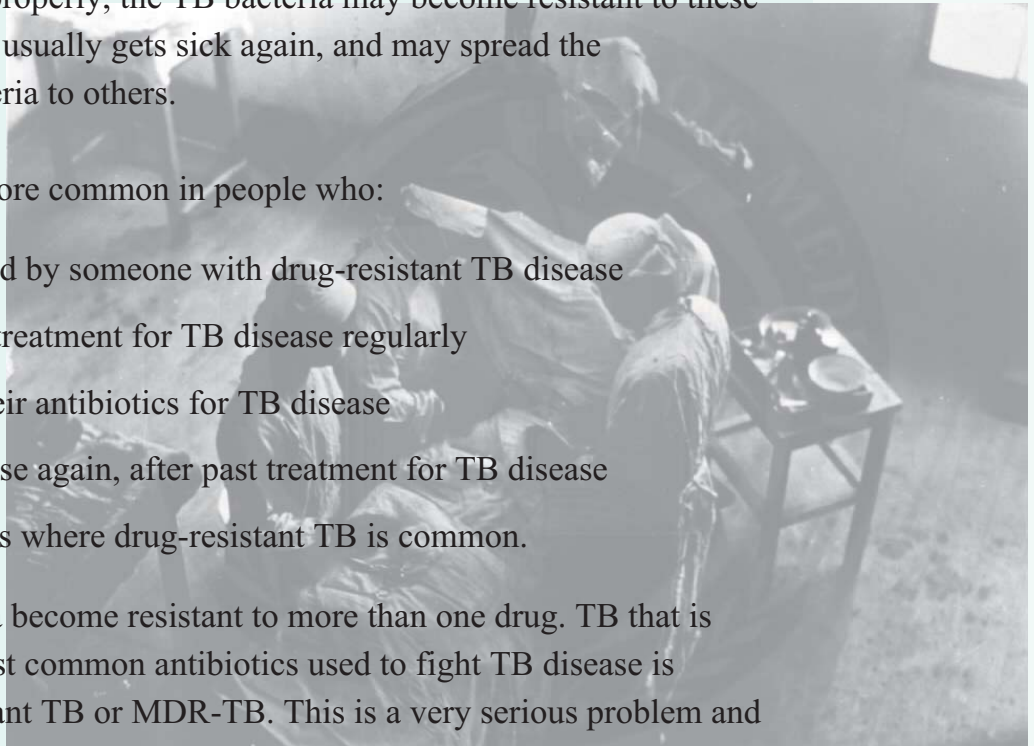 properly, the TB bacteria may become resistant to these
usually gets sick again, and may spread the
eria to others.
ore common in people who:
d by someone with drug-resistant TB disease
treatment for TB disease regularly
eir antibiotics for TB disease
se again, after past treatment for TB disease
s where drug-resistant TB is common.
become resistant to more than one drug. TB that is
st common antibiotics used to fight TB disease is
ant TB or MDR-TB. This is a very serious problem and